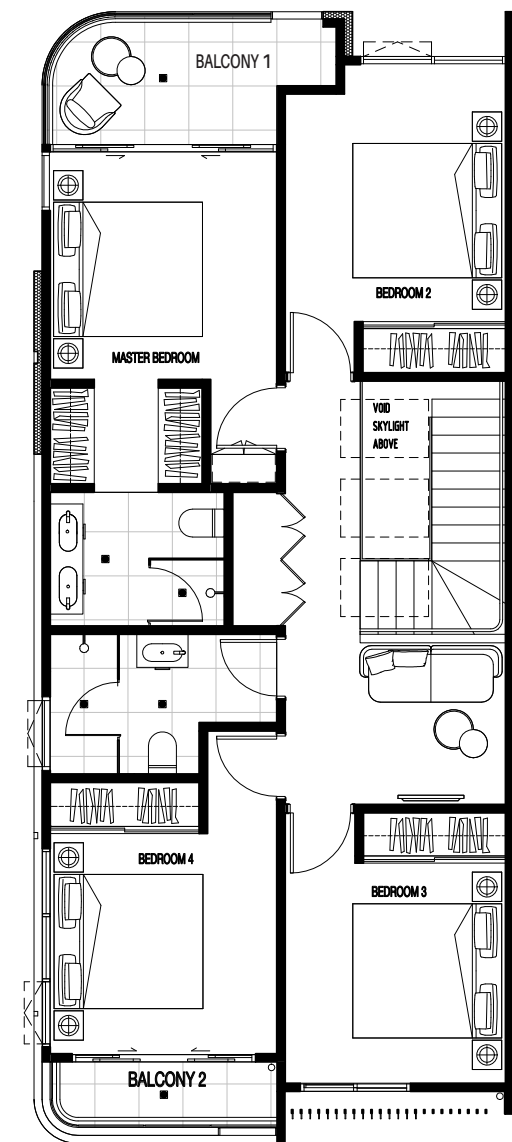 BALCONY 1
BEDROOM 2
MASTER BEDROOM
VOID
SKYLIGHT
ABOVE
BEDROOM 4
BEDROOM 3
BALCONY 2